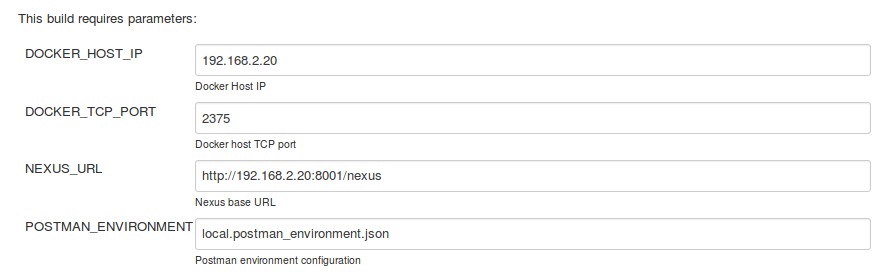 This build requires parameters:
DOCKER_HOST_IP
192.168.2.20
Docker Host IP
DOCKER_TCP_PORT
2375
Docker host TCP port
NEXUS_URL
http://192.168.2.20:8001/nexus
Nexus base URL
POSTMAN_ENVIRONMENT
local.postman_environment.json
Postman environment configuration